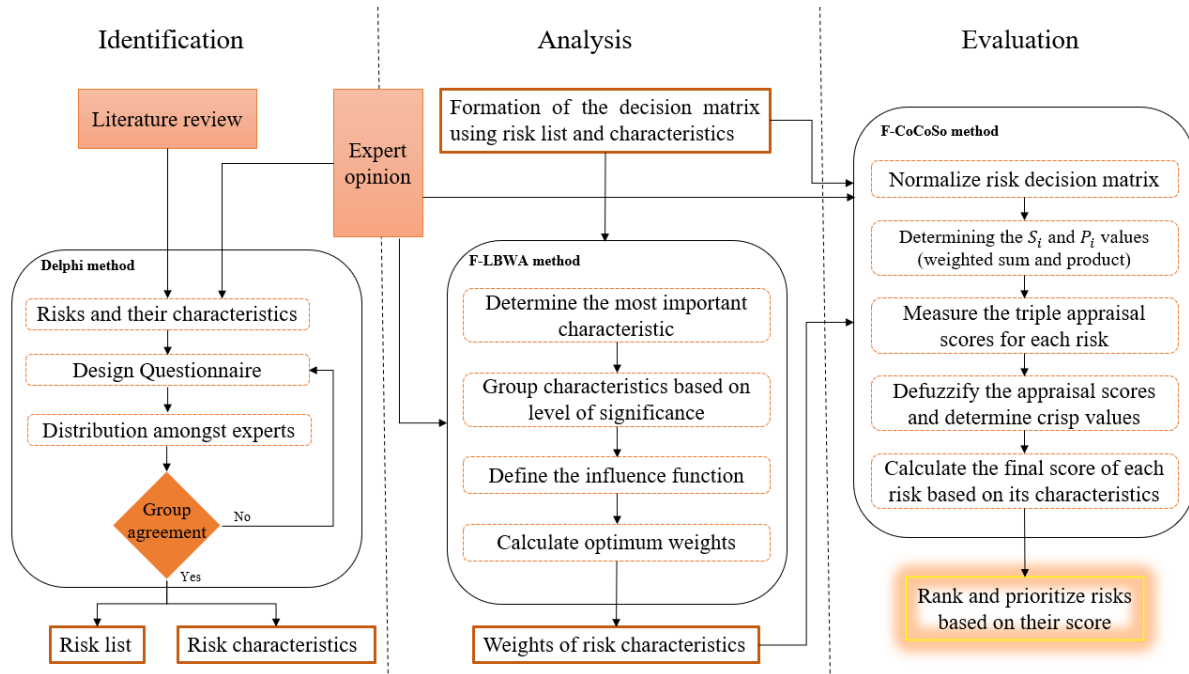 Identification
Analysis
Evaluation
Literature review
Expert
opinion
Delphi method
Risks and their characteristics
Design Questionnaire
Distribution amongst experts
Group
agreement
No
Yes
Risk list
Risk characteristics
Formation of the decision matrix
using risk list and characteristics
F-LBWA method
Determine the most important
characteristic
Group characteristics based on
level of significance
Define the influence function
Calculate optimum weights
Weights of risk characteristics
F-CoCoSo method
Normalize risk decision matrix
Determining the S_i and P_i values
(weighted sum and product)
Measure the triple appraisal
scores for each risk
Defuzzify the appraisal scores
and determine crisp values
Calculate the final score of each
risk based on its characteristics
Rank and prioritize risks
based on their score